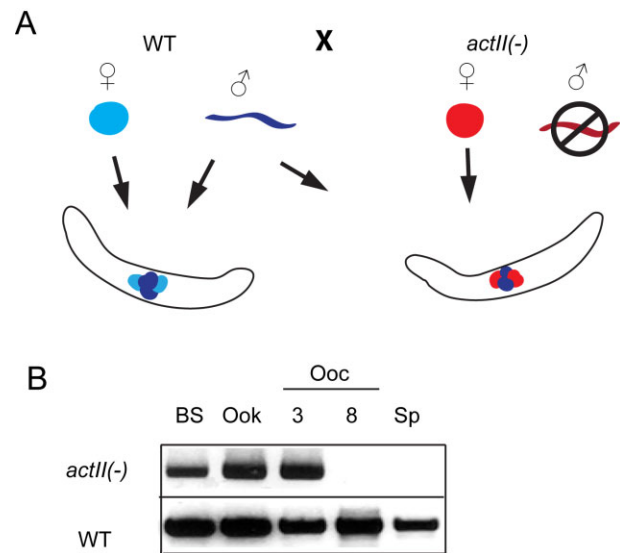 A
WT X actII(-)
♀ ♂ ♀ ♂
B
Ooc
BS Ook 3 8 Sp
actII(-)
WT